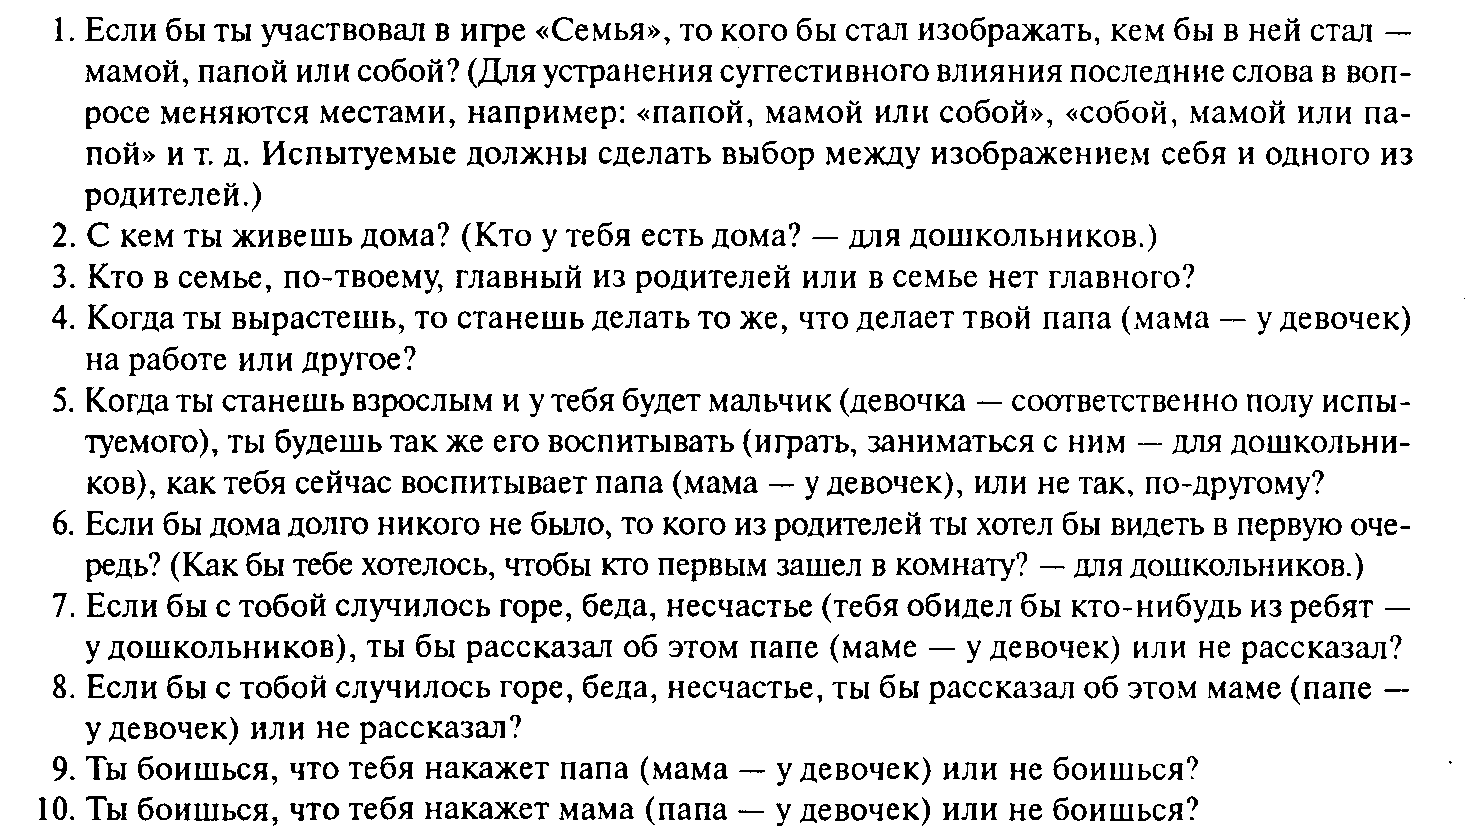 1. Если бы ты участвовал в игре «Семья», то кого бы стал изображать, кем бы в ней стал —
мамой, папой или собой? (Для устранения суггестивного влияния последние слова в воп-
росе меняются местами, например: «папой, мамой или собой», «собой, мамой или па-
пой» и т. д. Испытуемые должны сделать выбор между изображением себя и одного из
родителей.)
2. С кем ты живешь дома? (Кто у тебя есть дома? — для дошкольников.)
3. Кто в семье, по-твоему, главный из родителей или в семье нет главного?
4. Когда ты вырастешь, то станешь делать то же, что делает твой папа (мама — у девочек)
на работе или другое?
5. Когда ты станешь взрослым и у тебя будет мальчик (девочка — соответственно полу испы-
туемого), ты будешь так же его воспитывать (играть, заниматься с ним — для дошкольни-
ков), как тебя сейчас воспитывает папа (мама — у девочек), или не так, по-другому?
6. Если бы дома долго никого не было, то кого из родителей ты хотел бы видеть в первую оче-
редь? (Как бы тебе хотелось, чтобы кто первым зашел в комнату? — для дошкольников.)
7. Если бы с тобой случилось горе, беда, несчастье (тебя обидел бы кто-нибудь из ребят —
у дошкольников), ты бы рассказал об этом папе (маме — у девочек) или не рассказал?
8. Если бы с тобой случилось горе, беда, несчастье, ты бы рассказал об этом маме (папе —
у девочек) или не рассказал?
9. Ты боишься, что тебя накажет папа (мама — у девочек) или не боишься?
10. Ты боишься, что тебя накажет мама (папа — у девочек) или не боишься?